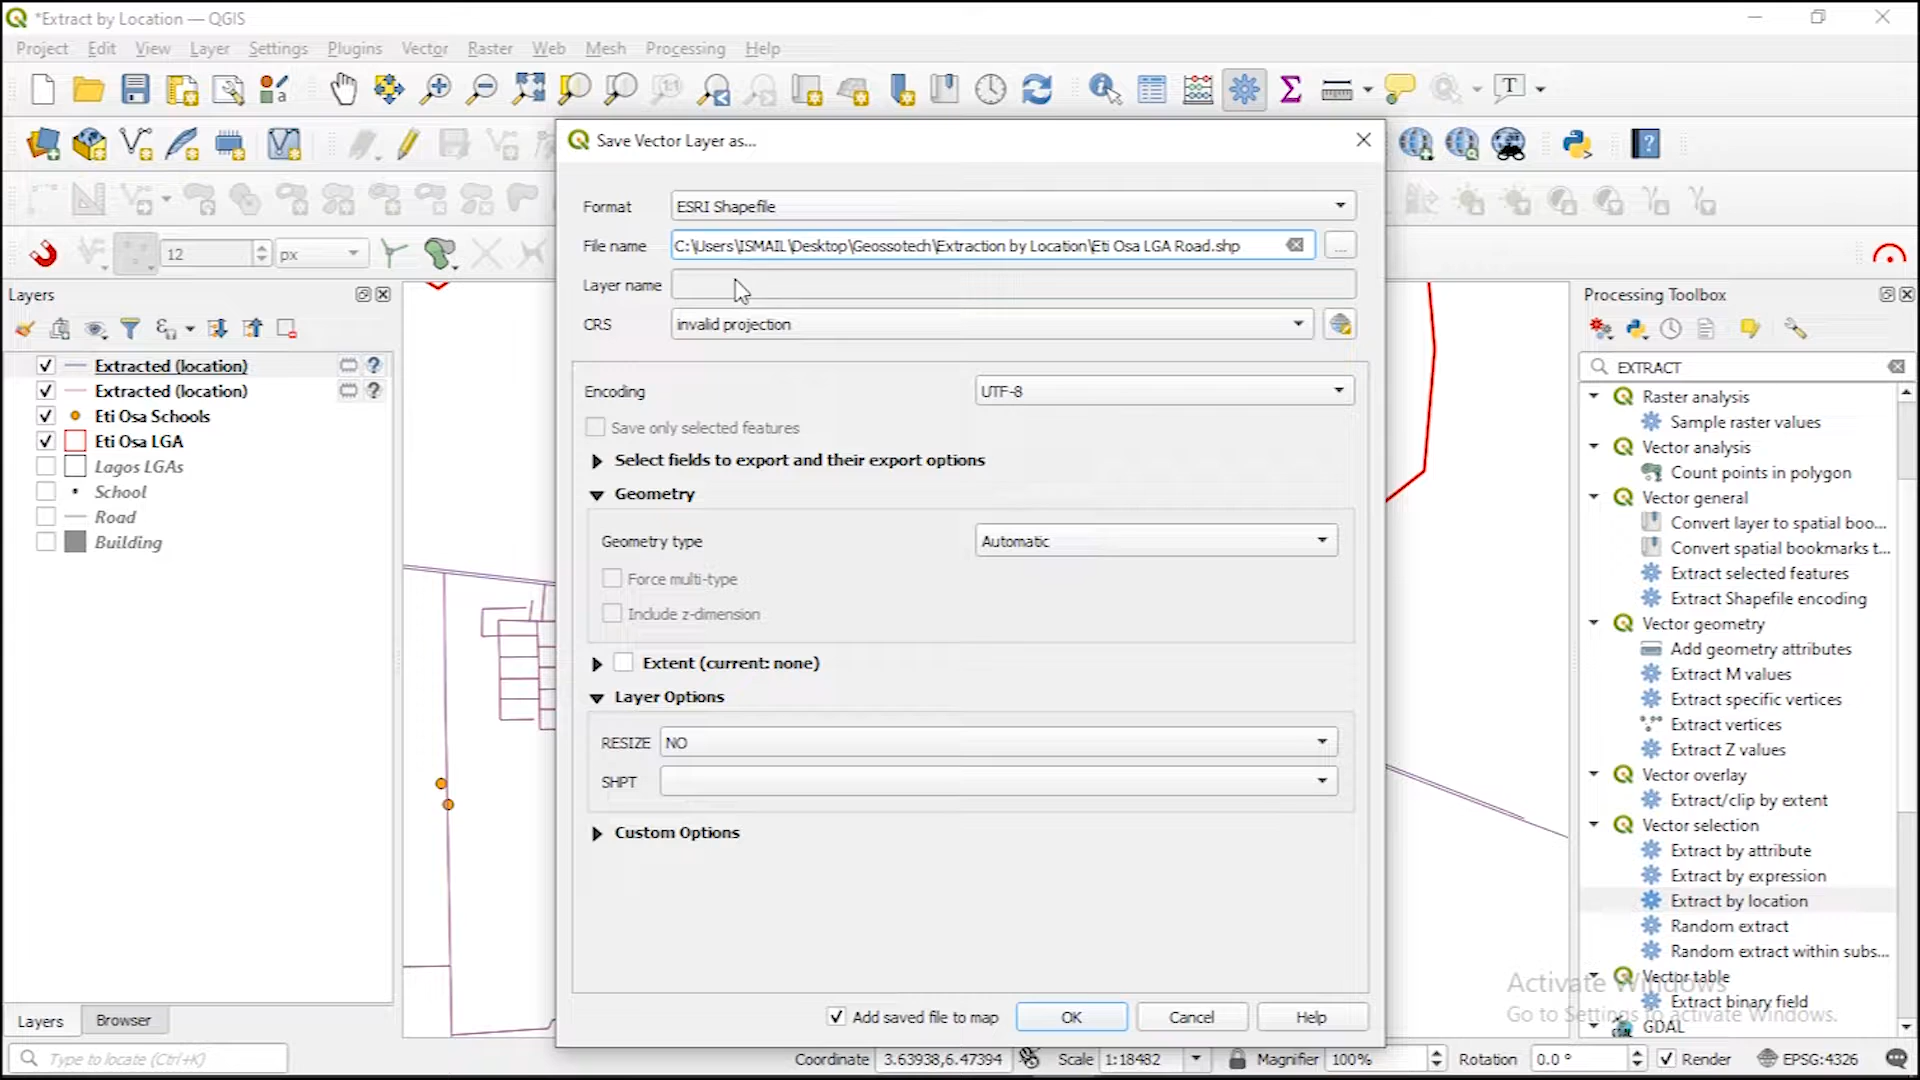 *Extract by Location — QGIS
Project Edit View Layer Settings Plugins Vector Raster Web Mesh Processing Help
12 px
Layers
Extracted (location)
Extracted (location)
Eti Osa Schools
Eti Osa LGA
Lagos LGAs
School
Road
Building
Layers Browser
Type to locate (Ctrl+K)
Save Vector Layer as...
Format ESRI Shapefile
File name C:\Users\ISMAIL\Desktop\Geossotech\Extraction by Location\Eti Osa LGA Road.shp ...
Layer name
CRS invalid projection
Encoding UTF-8
Save only selected features
Select fields to export and their export options
Geometry
Geometry type Automatic
Force multi-type
Include z-dimension
Extent (current: none)
Layer Options
RESIZE NO
SHPT
Custom Options
Add saved file to map OK Cancel Help
Processing Toolbox
EXTRACT
Raster analysis
Sample raster values
Vector analysis
Count points in polygon
Vector general
Convert layer to spatial boo...
Convert spatial bookmarks t...
Extract selected features
Extract Shapefile encoding
Vector geometry
Add geometry attributes
Extract M values
Extract specific vertices
Extract vertices
Extract Z values
Vector overlay
Extract/clip by extent
Vector selection
Extract by attribute
Extract by expression
Extract by location
Random extract
Random extract within subs...
Vector table
Extract binary field
GDAL
Activate Windows
Go to Settings to activate Windows.
Coordinate 3.63938,6.47394 Scale 1:18482 Magnifier 100% Rotation 0.0 ° Render EPSG:4326